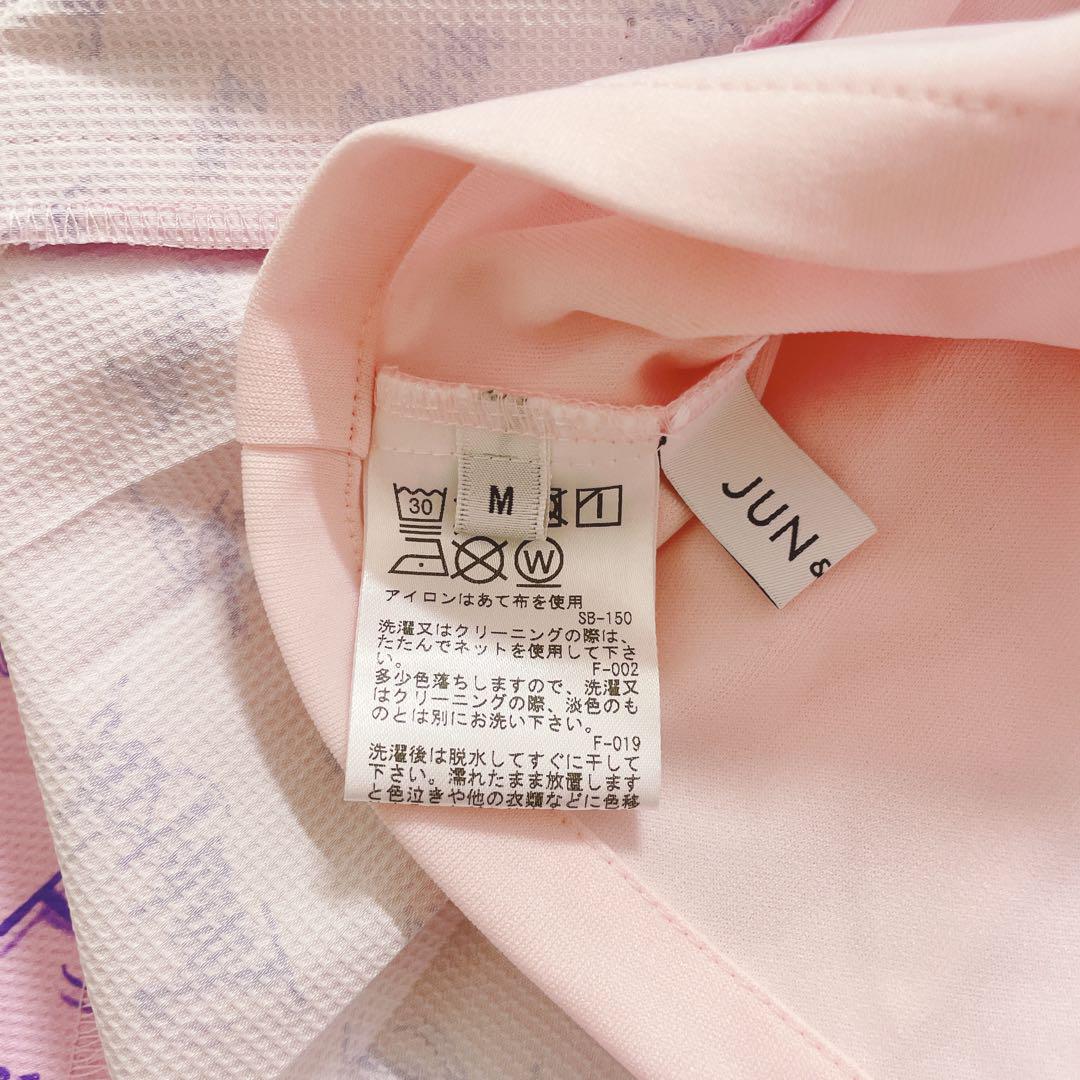 JUN &
M
30
W
アイロンはあて布を使用
SB-150
洗濯又はクリーニングの際は、
たたんでネットを使用して下さ
い。
F-002
多少色落ちしますので、洗濯又
はクリーニングの際、淡色のも
のとは別にお洗い下さい。
F-019
洗濯後は脱水してすぐに干して
下さい。濡れたまま放置します
と色泣きや他の衣類などに色移